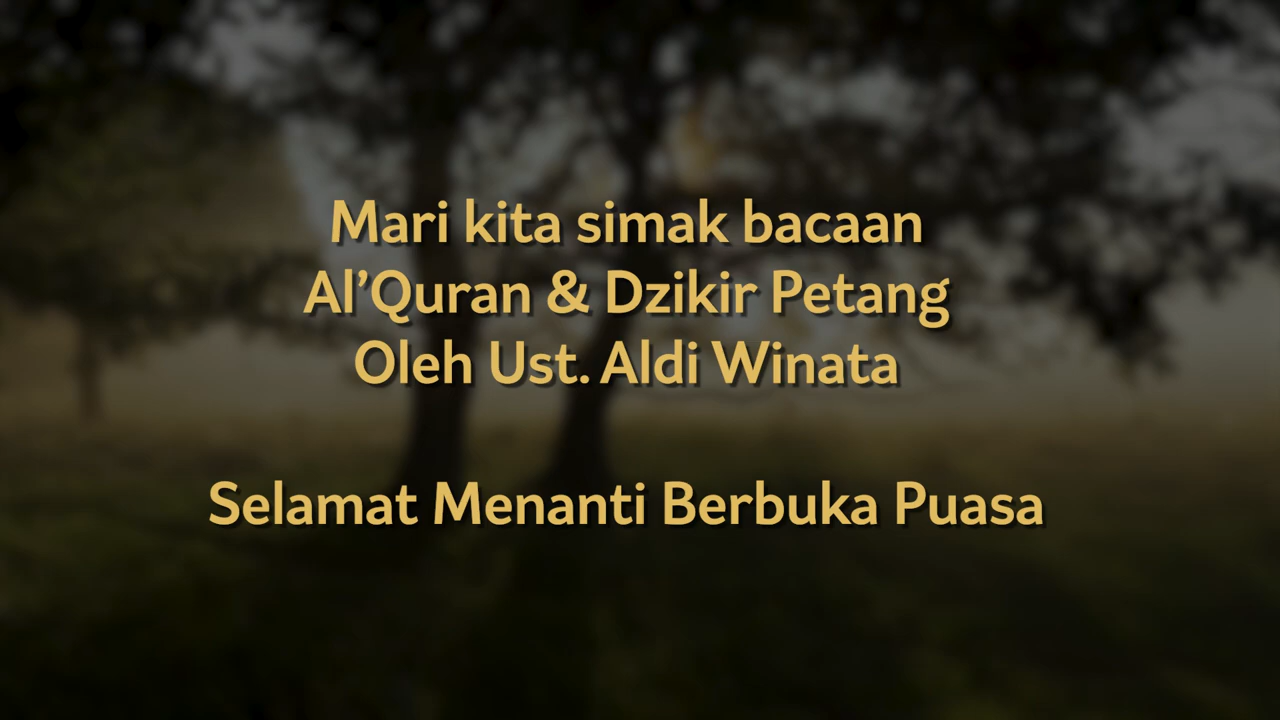 Mari kita simak bacaan
Al’Quran & Dzikir Petang
Oleh Ust. Aldi Winata
Selamat Menanti Berbuka Puasa